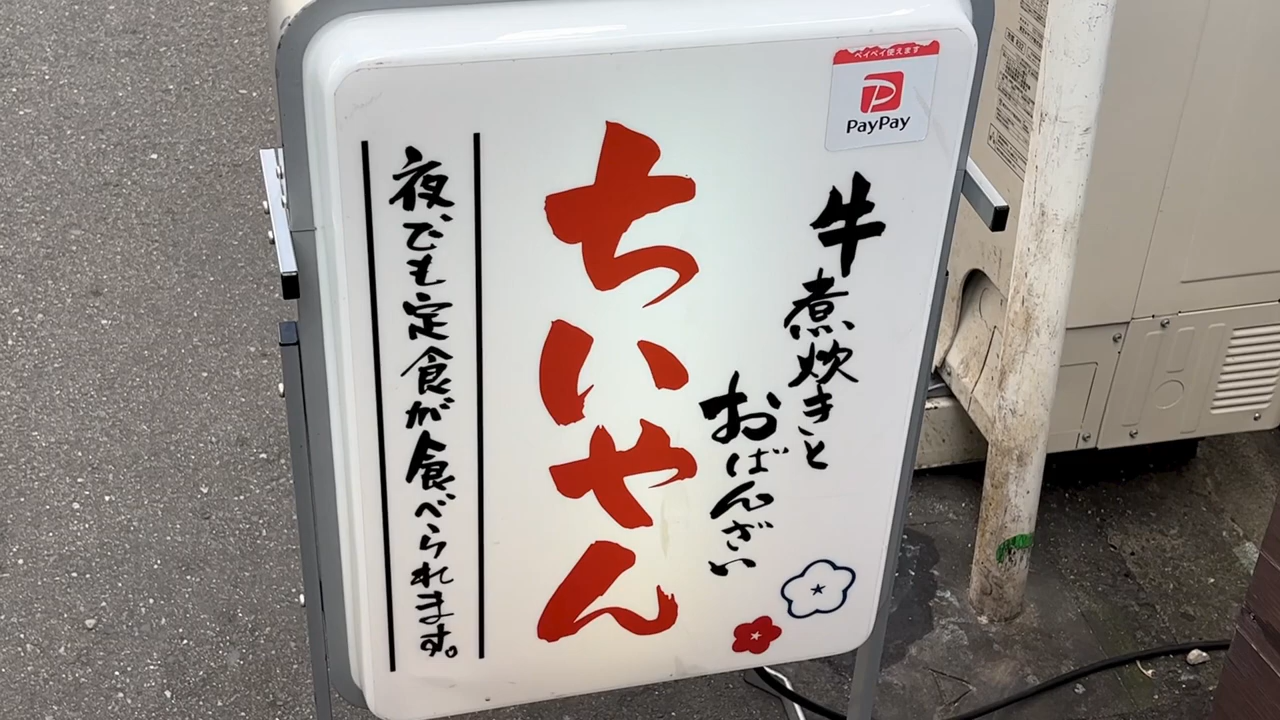 ペイペイ使えます
PayPay
牛煮炊きと
おばんざい
ちいやん
夜でも定食が食べられます。